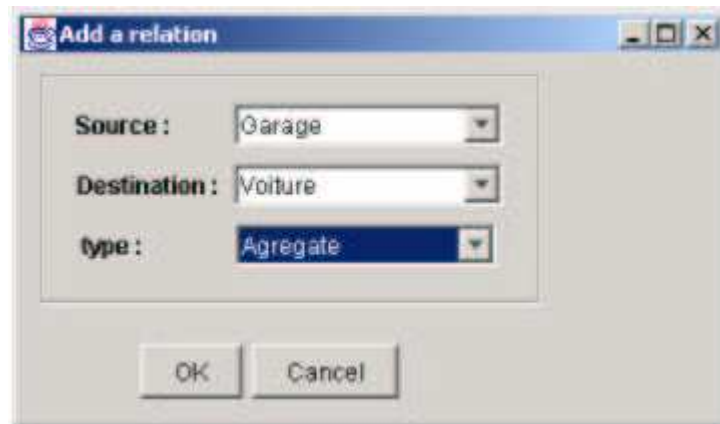 Add a relation
Source : Garage
Destination : Voiture
type : Agregate
OK Cancel